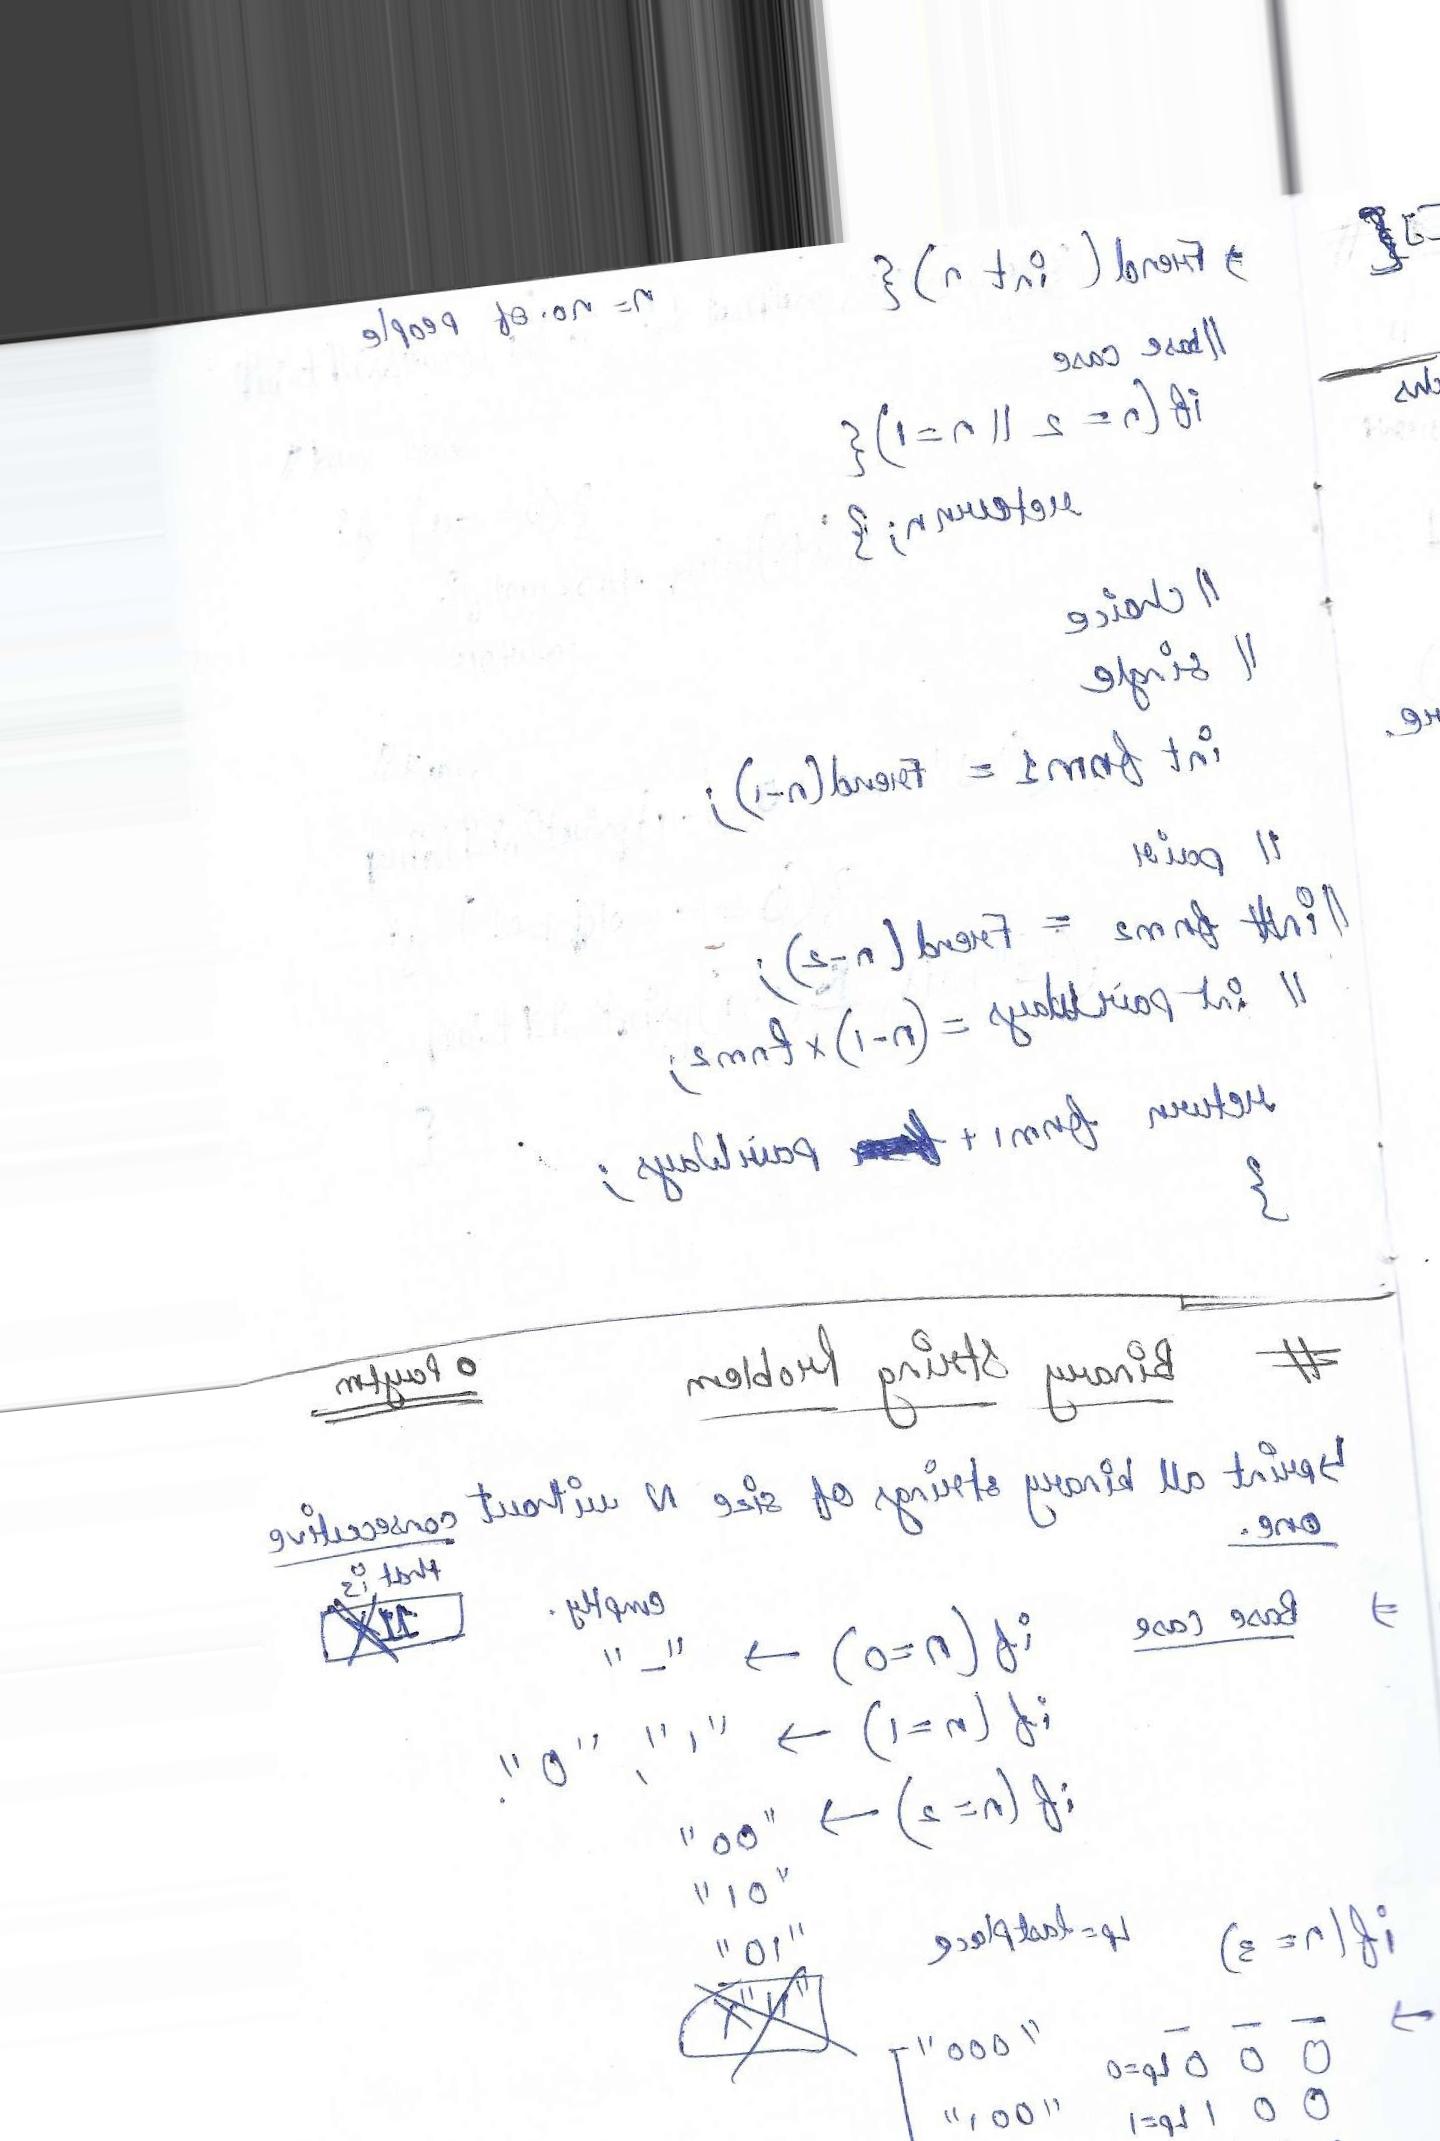 ⇒ Friend (int n) {
n = no. of people
//base case
if (n = 2 || n = 1) {
return n; }
// choice
// single
int fnm1 = Friend(n-1);
// pair
// int fnm2 = Friend(n-2);
// int pairWays = (n-1) x fnm2;
return fnm1 + pairWays;
}
# Binary String Problem
o Paytm
↳ print all binary strings of size N without consecutive
one.
that is
11
⇒ Base case if (n=0) → "-" empty.
if (n=1) → "1", "0".
if (n=2) → "00"
"01"
"10"
"11"
if (n=3) Lp=lastplace
→ _ _ _
0 0 0 Lp=0 "000"
0 0 1 Lp=1 "001"